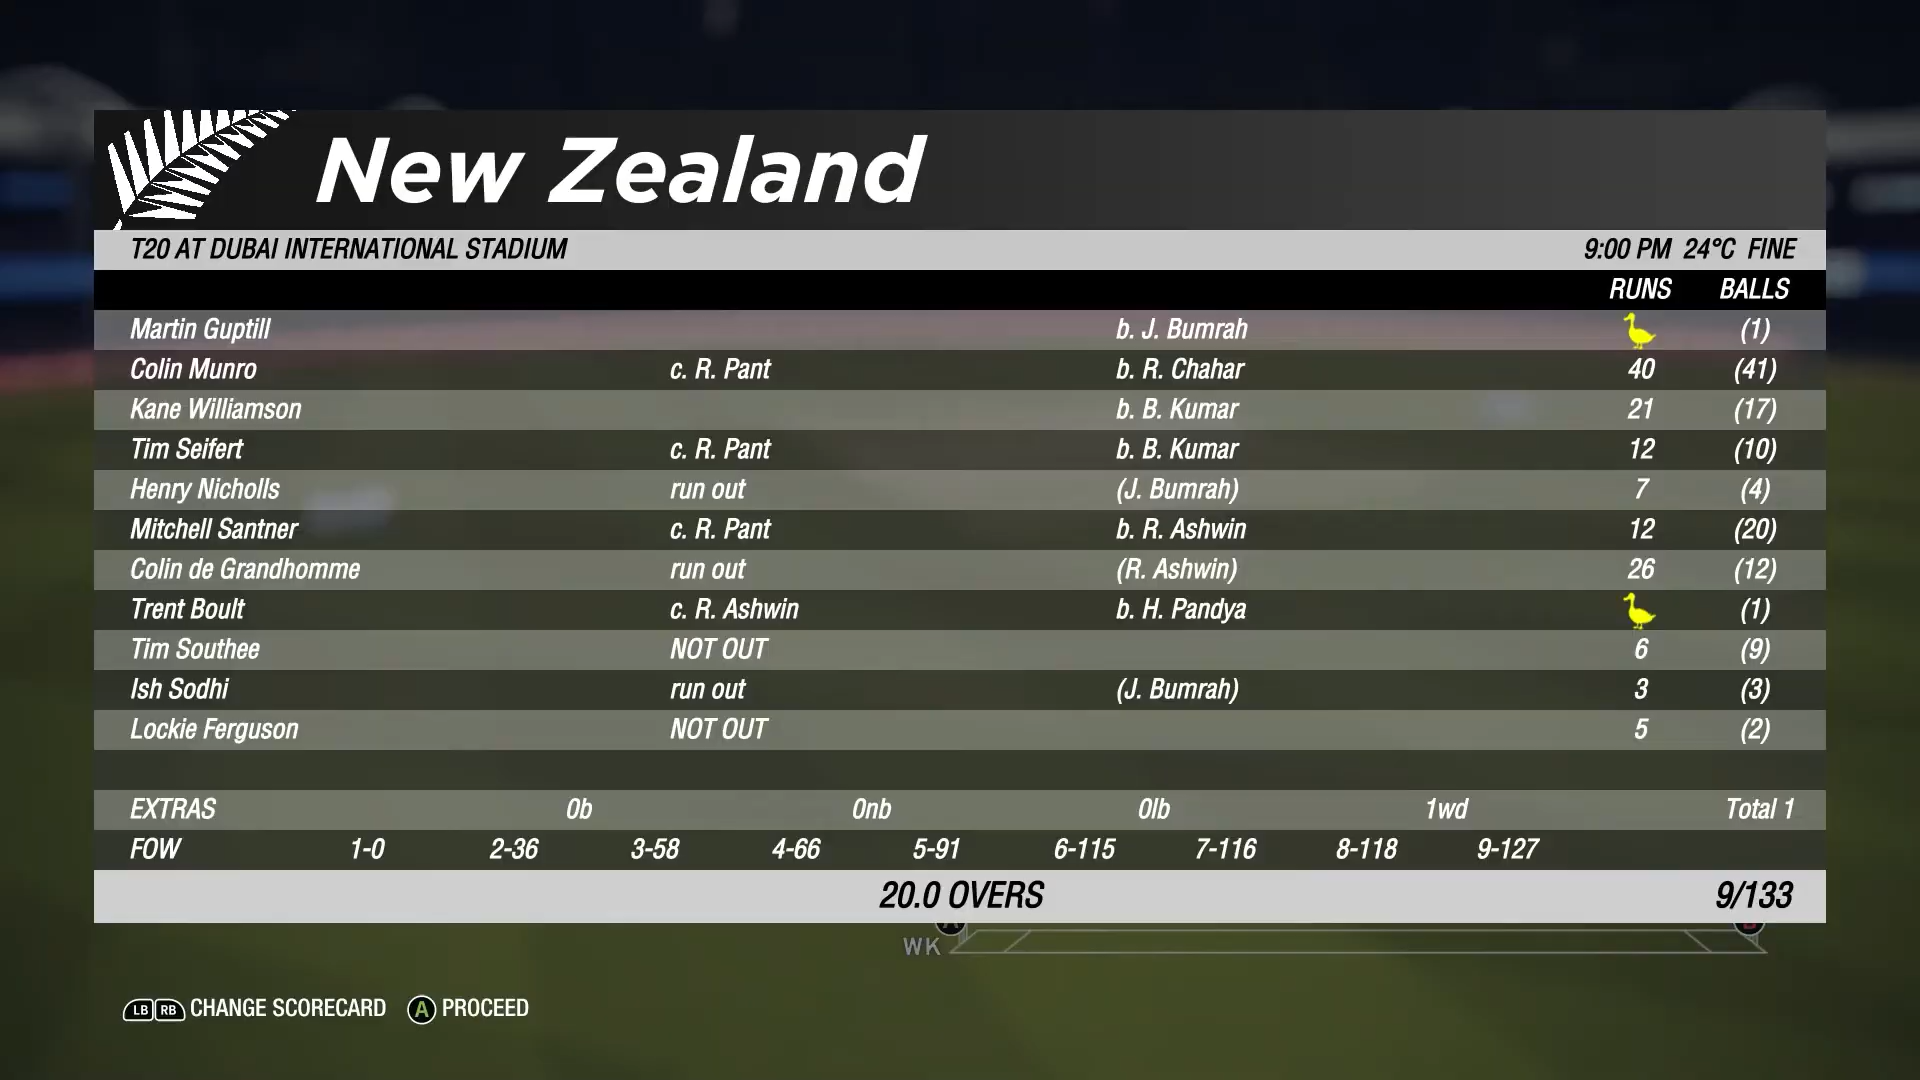 New Zealand
T20 AT DUBAI INTERNATIONAL STADIUM 9:00 PM 24°C FINE
RUNS BALLS
Martin Guptill b. J. Bumrah (1)
Colin Munro c. R. Pant b. R. Chahar 40 (41)
Kane Williamson b. B. Kumar 21 (17)
Tim Seifert c. R. Pant b. B. Kumar 12 (10)
Henry Nicholls run out (J. Bumrah) 7 (4)
Mitchell Santner c. R. Pant b. R. Ashwin 12 (20)
Colin de Grandhomme run out (R. Ashwin) 26 (12)
Trent Boult c. R. Ashwin b. H. Pandya (1)
Tim Southee NOT OUT 6 (9)
Ish Sodhi run out (J. Bumrah) 3 (3)
Lockie Ferguson NOT OUT 5 (2)
EXTRAS 0b 0nb 0lb 1wd Total 1
FOW 1-0 2-36 3-58 4-66 5-91 6-115 7-116 8-118 9-127
20.0 OVERS 9/133
WK
LB RB CHANGE SCORECARD A PROCEED